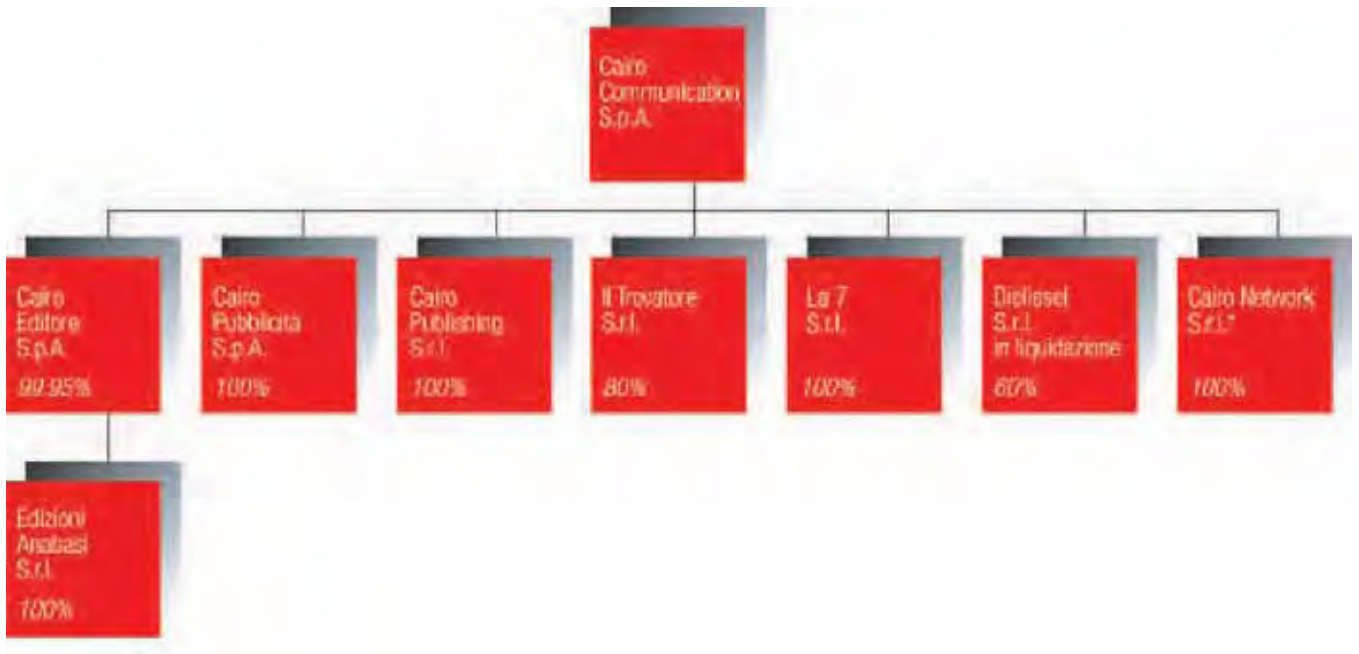 Cairo
Communication
S.p.A.
Cairo
Editore
S.p.A.
99.95%
Cairo
Pubblicità
S.p.A.
100%
Cairo
Publishing
S.r.l.
100%
Il Trovatore
S.r.l.
80%
La 7
S.r.l.
100%
Diellesei
S.r.l.
in liquidazione
60%
Cairo Network
S.r.l.*
100%
Edizioni
Anabasi
S.r.l.
100%